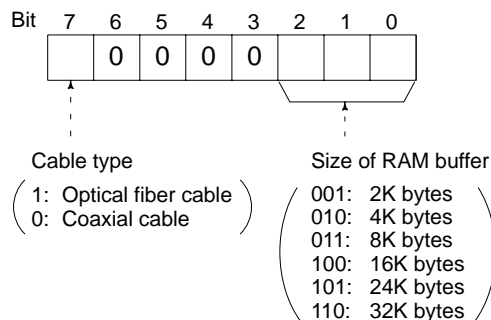 Bit 7 6 5 4 3 2 1 0
0 0 0 0
Cable type
1: Optical fiber cable
0: Coaxial cable
Size of RAM buffer
001: 2K bytes
010: 4K bytes
011: 8K bytes
100: 16K bytes
101: 24K bytes
110: 32K bytes